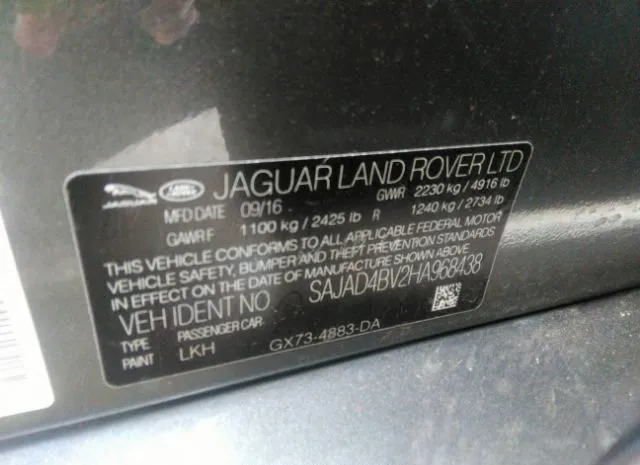 JAGUAR LAND ROVER LTD
MFD DATE 09/16 GVWR 2230 kg / 4916 lb
GAWR F 1100 kg / 2425 lb R 1240 kg / 2734 lb
THIS VEHICLE CONFORMS TO ALL APPLICABLE FEDERAL MOTOR
VEHICLE SAFETY, BUMPER AND THEFT PREVENTION STANDARDS
IN EFFECT ON THE DATE OF MANUFACTURE SHOWN ABOVE
VEH IDENT NO SAJAD4BV2HA968438
TYPE PASSENGER CAR
PAINT LKH GX73-4883-DA